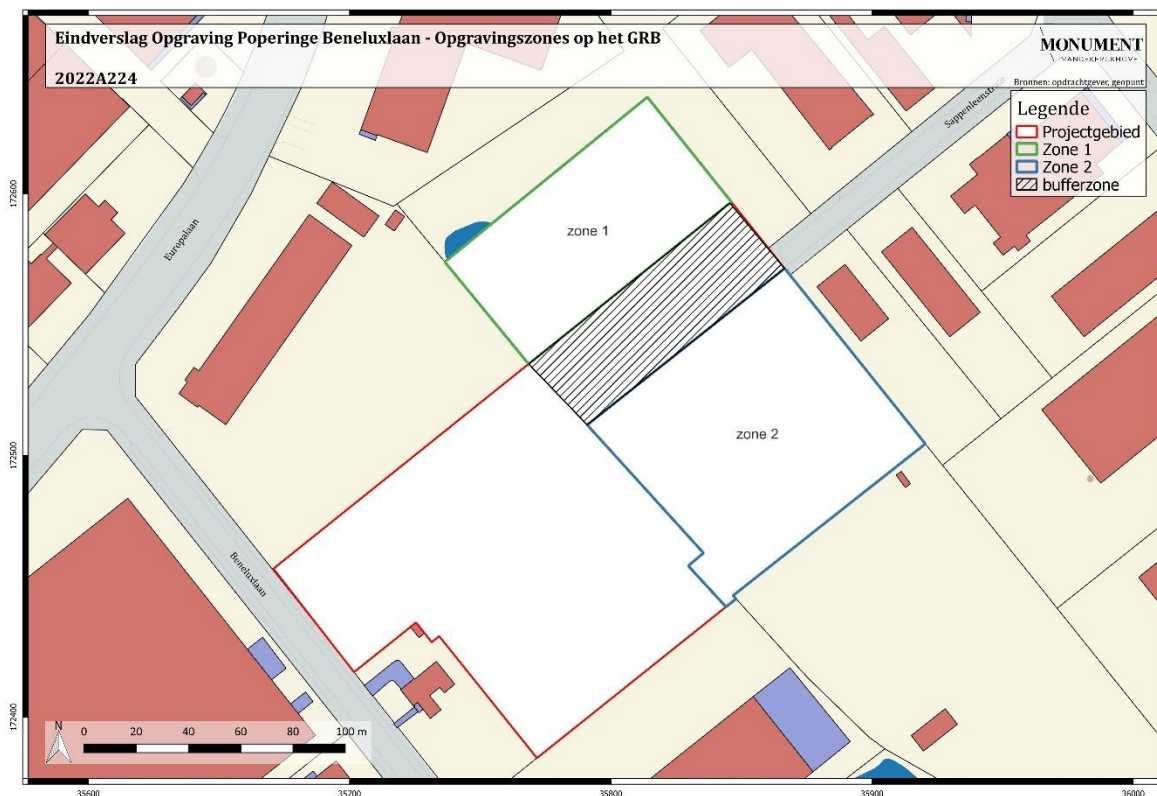 Eindverslag Opgraving Poperinge Beneluxlaan - Opgravingszones op het GRB
2022A224
MONUMENT
VANDEKERCKHOVE
Bronnen: opdrachtgever, geopunt
Legende
Projectgebied
Zone 1
Zone 2
bufferzone
Sappenleenstraat
Europalaan
zone 1
zone 2
Beneluxlaan
172600
172500
172400
N
0 20 40 60 80 100 m
35600 35700 35800 35900 36000